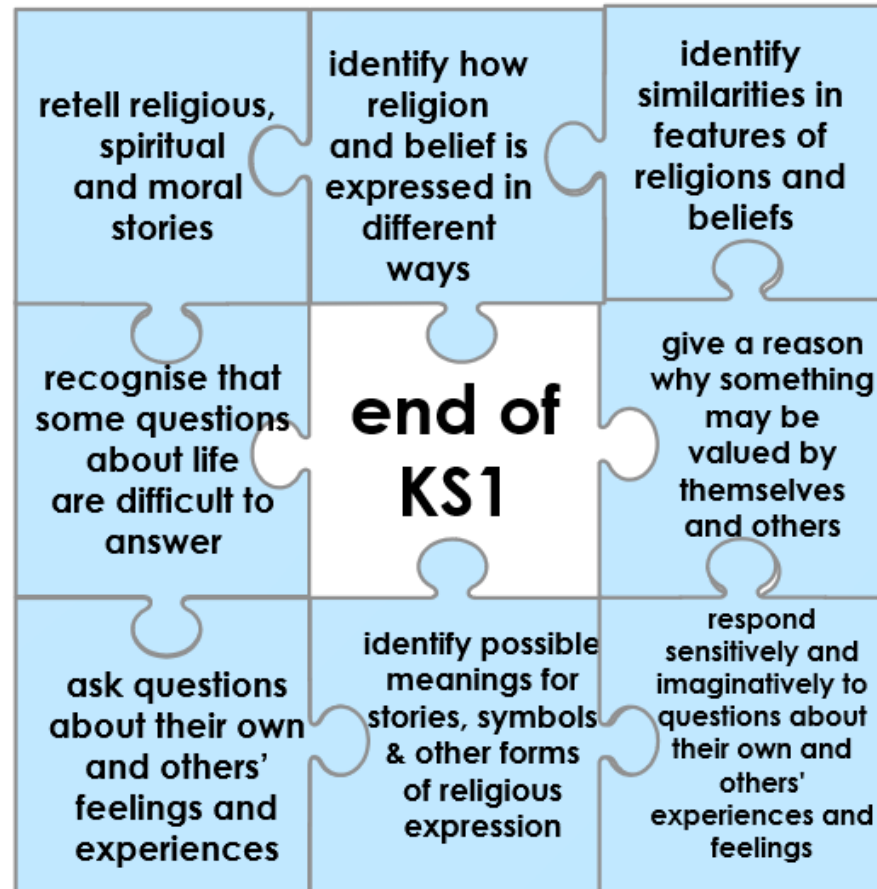 retell religious,
spiritual
and moral
stories
identify how
religion
and belief is
expressed in
different
ways
identify
similarities in
features of
religions and
beliefs
recognise that
some questions
about life
are difficult to
answer
end of
KS1
give a reason
why something
may be
valued by
themselves
and others
ask questions
about their own
and others'
feelings and
experiences
identify possible
meanings for
stories, symbols
& other forms
of religious
expression
respond
sensitively and
imaginatively to
questions about
their own and
others'
experiences and
feelings